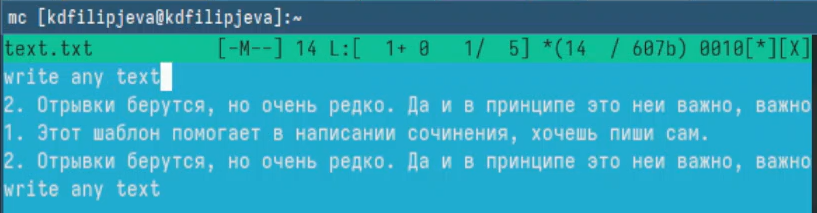 mc [kdfilipjeva@kdfilipjeva]:~
text.txt [-M--] 14 L:[ 1+ 0 1/ 5] *(14 / 607b) 0010[*][X]
write any text
2. Отрывки берутся, но очень редко. Да и в принципе это неи важно, важно
1. Этот шаблон помогает в написании сочинения, хочешь пиши сам.
2. Отрывки берутся, но очень редко. Да и в принципе это неи важно, важно
write any text